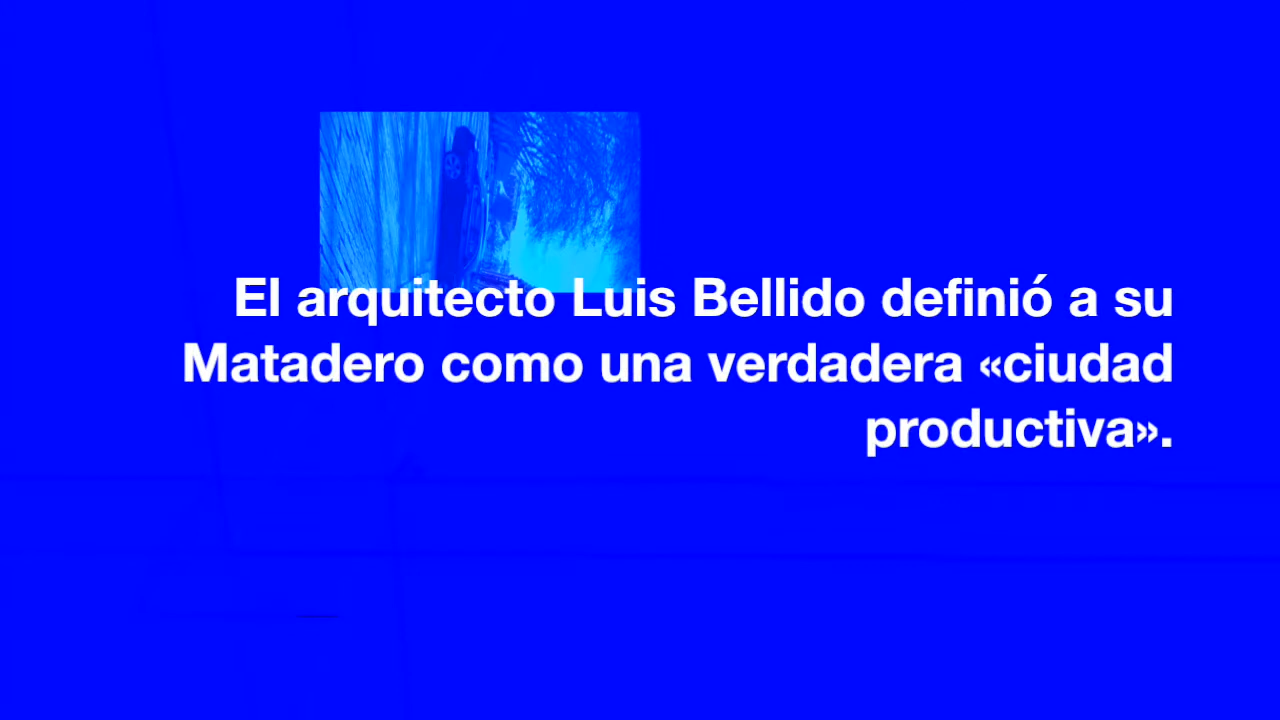 El arquitecto Luis Bellido definió a su
Matadero como una verdadera «ciudad
productiva».